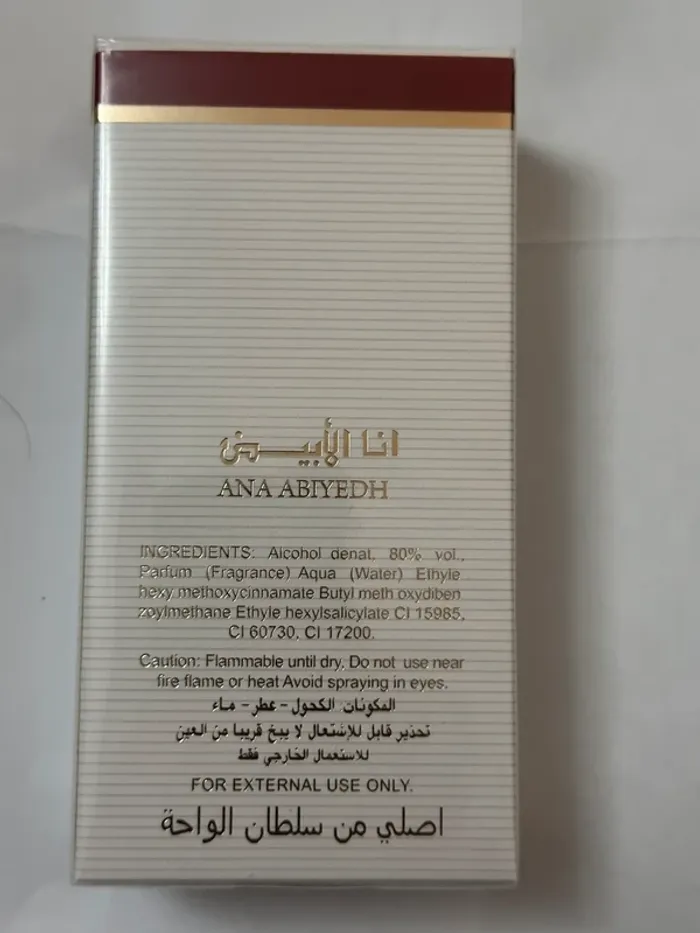 انا الأبيض
ANA ABIYEDH
INGREDIENTS: Alcohol denat. 80% vol.,
Parfum (Fragrance) Aqua (Water) Ethyle
hexy methoxycinnamate Butyl meth oxydiben
zoylmethane Ethyle hexylsalicylate CI 15985,
CI 60730, CI 17200.
Caution: Flammable until dry. Do not use near
fire flame or heat Avoid spraying in eyes.
المكونات الكحول - عطر - ماء
تحذير قابل للإشتعال لا يبخ قريبا من العين
للاستعمال الخارجي فقط
FOR EXTERNAL USE ONLY.
اصلي من سلطان الواحة